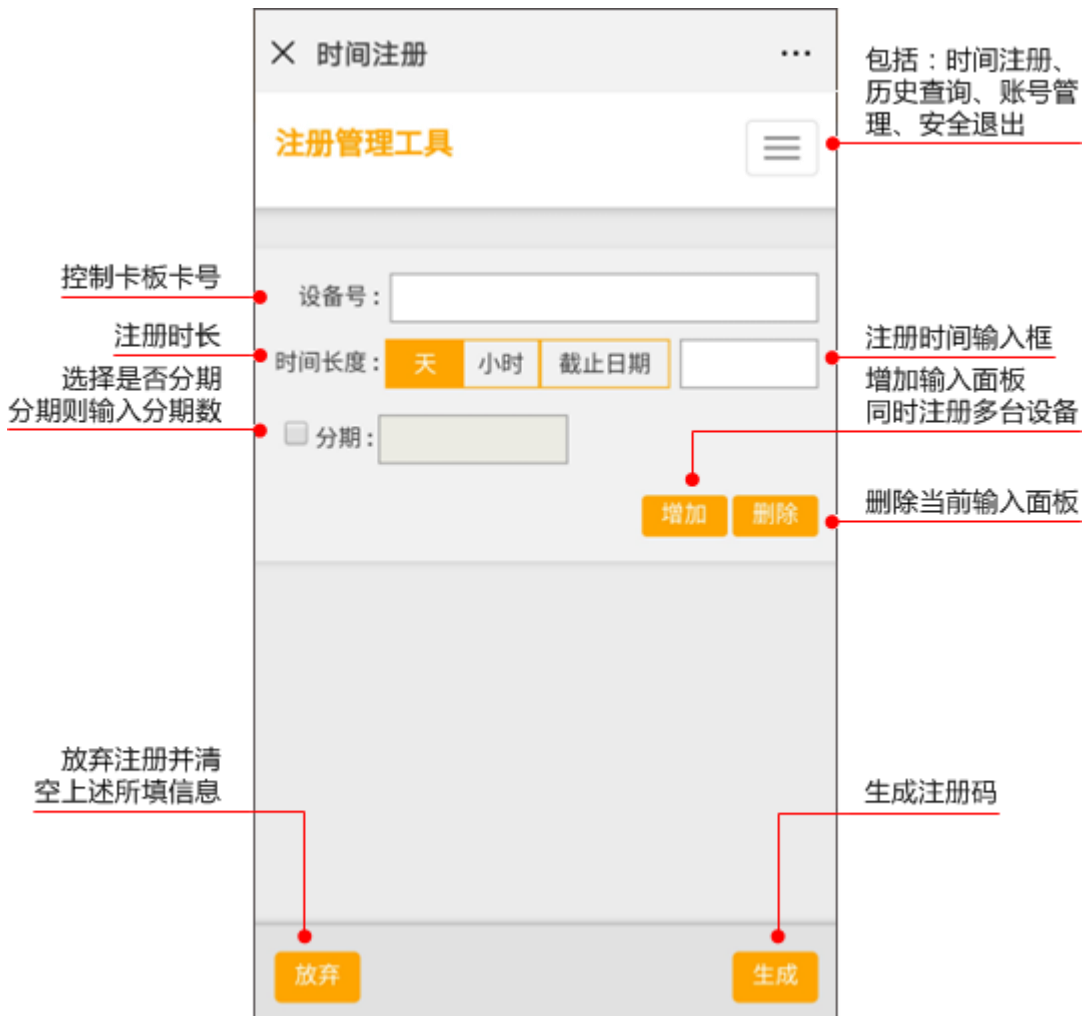 时间注册
包括：时间注册、
历史查询、账号管
理、安全退出
注册管理工具
控制卡板卡号
设备号：
注册时长
时间长度：
天
小时
截止日期
注册时间输入框
选择是否分期
分期则输入分期数
增加输入面板
同时注册多台设备
分期：
增加
删除
删除当前输入面板
放弃注册并清
空上述所填信息
生成注册码
放弃
生成